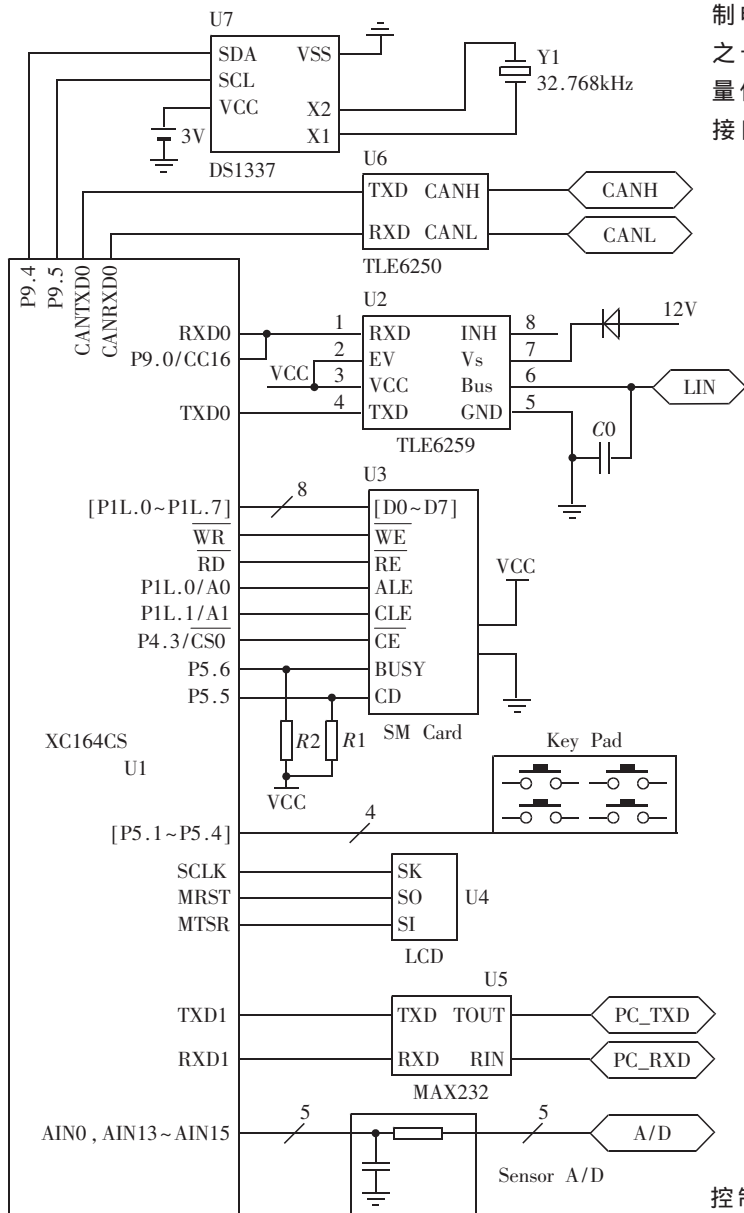 U7
SDA VSS
SCL
VCC X2
X1
3V
DS1337
Y1
32.768kHz
制
之
接
U6
TXD CANH
RXD CANL
TLE6250
CANH
CANL
P9.4
P9.5
CANTXD0
CANRXD0
U2
RXD0 1 RXD INH 8
P9.0/CC16 2 EV Vs 7
VCC 3 VCC Bus 6
TXD0 4 TXD GND 5
TLE6259
12V
LIN
C0
U3
[P1L.0~P1L.7] 8 [D0~D7]
WR WE
RD RE
P1L.0/A0 ALE
P1L.1/A1 CLE
P4.3/CS0 CE
P5.6 BUSY
P5.5 CD
SM Card
VCC
R2 R1
VCC
XC164CS
U1
Key Pad
[P5.1~P5.4] 4
SCLK SK
MRST SO
MTSR SI
U4
LCD
U5
TXD1 TXD TOUT PC_TXD
RXD1 RXD RIN PC_RXD
MAX232
AIN0 , AIN13~AIN15 5 5 A/D
Sensor A/D
控